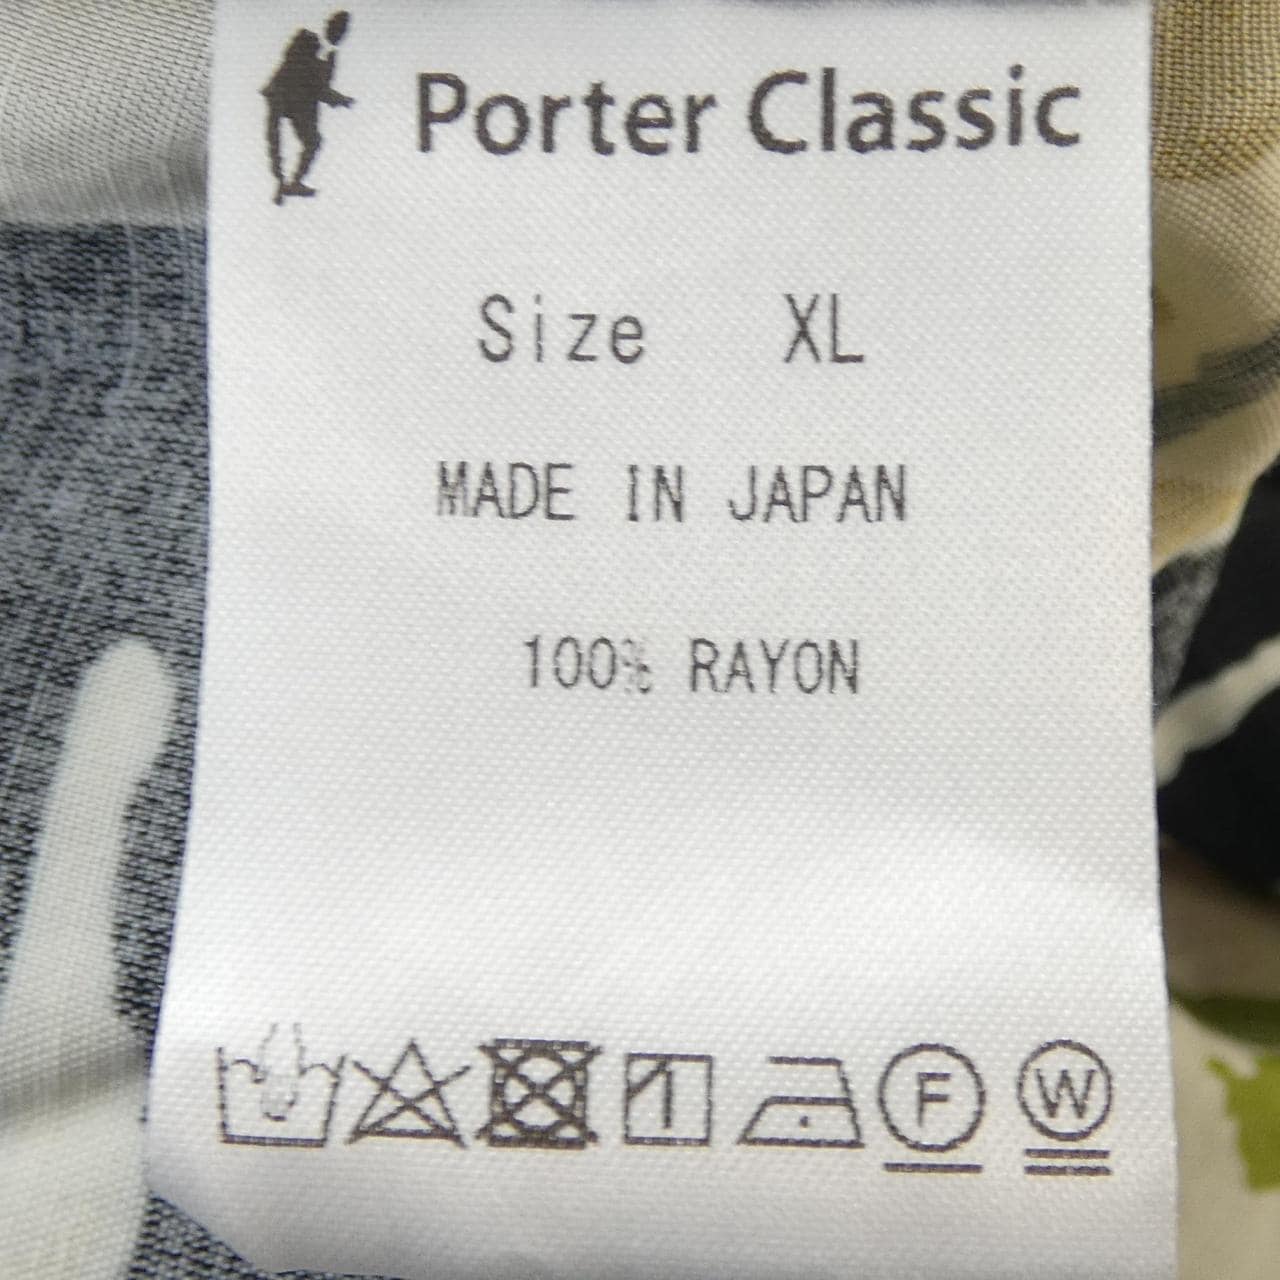 Porter Classic
Size XL
MADE IN JAPAN
100% RAYON
F W